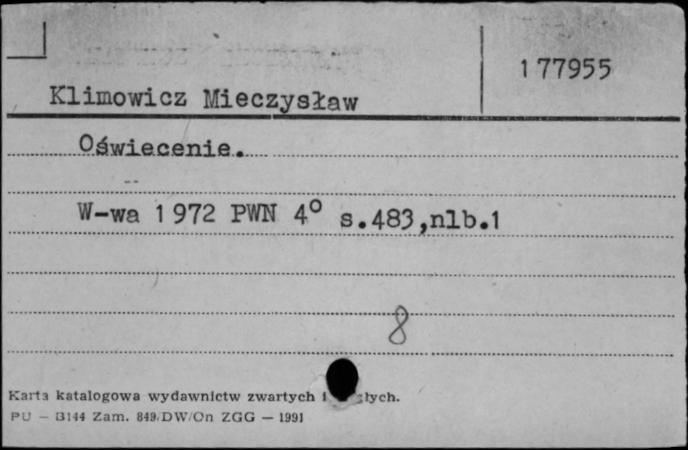 177955
Klimowicz Mieczysław
Oświecenie.
W-wa 1972 PWN 4° s.483,nlb.1
8
Karta katalogowa wydawnictw zwartych i
PU — B144 Zam. 849/DW/On ZGG — 1991